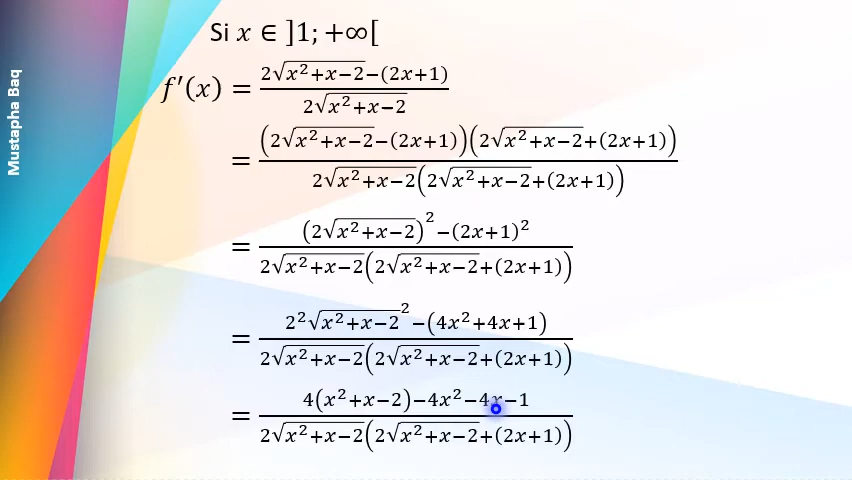 Mustapha Baq
Si x ∈ ]1; +∞[
f′(x) = (2√(x²+x−2)−(2x+1)) / (2√(x²+x−2))
= ((2√(x²+x−2)−(2x+1))(2√(x²+x−2)+(2x+1))) / (2√(x²+x−2)(2√(x²+x−2)+(2x+1)))
= ((2√(x²+x−2))²−(2x+1)²) / (2√(x²+x−2)(2√(x²+x−2)+(2x+1)))
= (2²√(x²+x−2)²−(4x²+4x+1)) / (2√(x²+x−2)(2√(x²+x−2)+(2x+1)))
= (4(x²+x−2)−4x²−4x−1) / (2√(x²+x−2)(2√(x²+x−2)+(2x+1)))